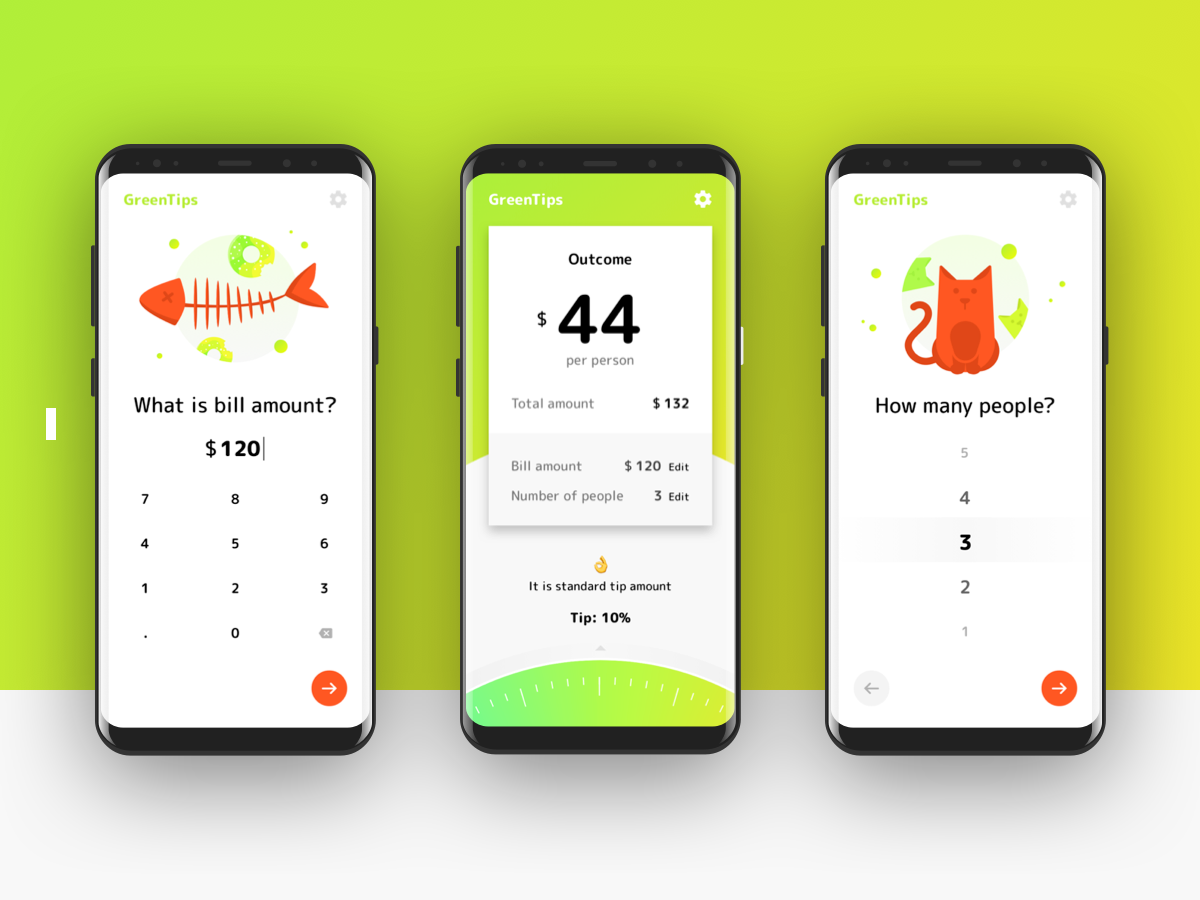 GreenTips
What is bill amount?
$ 120
7 8 9
4 5 6
1 2 3
. 0
GreenTips
Outcome
$ 44
per person
Total amount $ 132
Bill amount $ 120 Edit
Number of people 3 Edit
👌
It is standard tip amount
Tip: 10%
GreenTips
How many people?
5
4
3
2
1